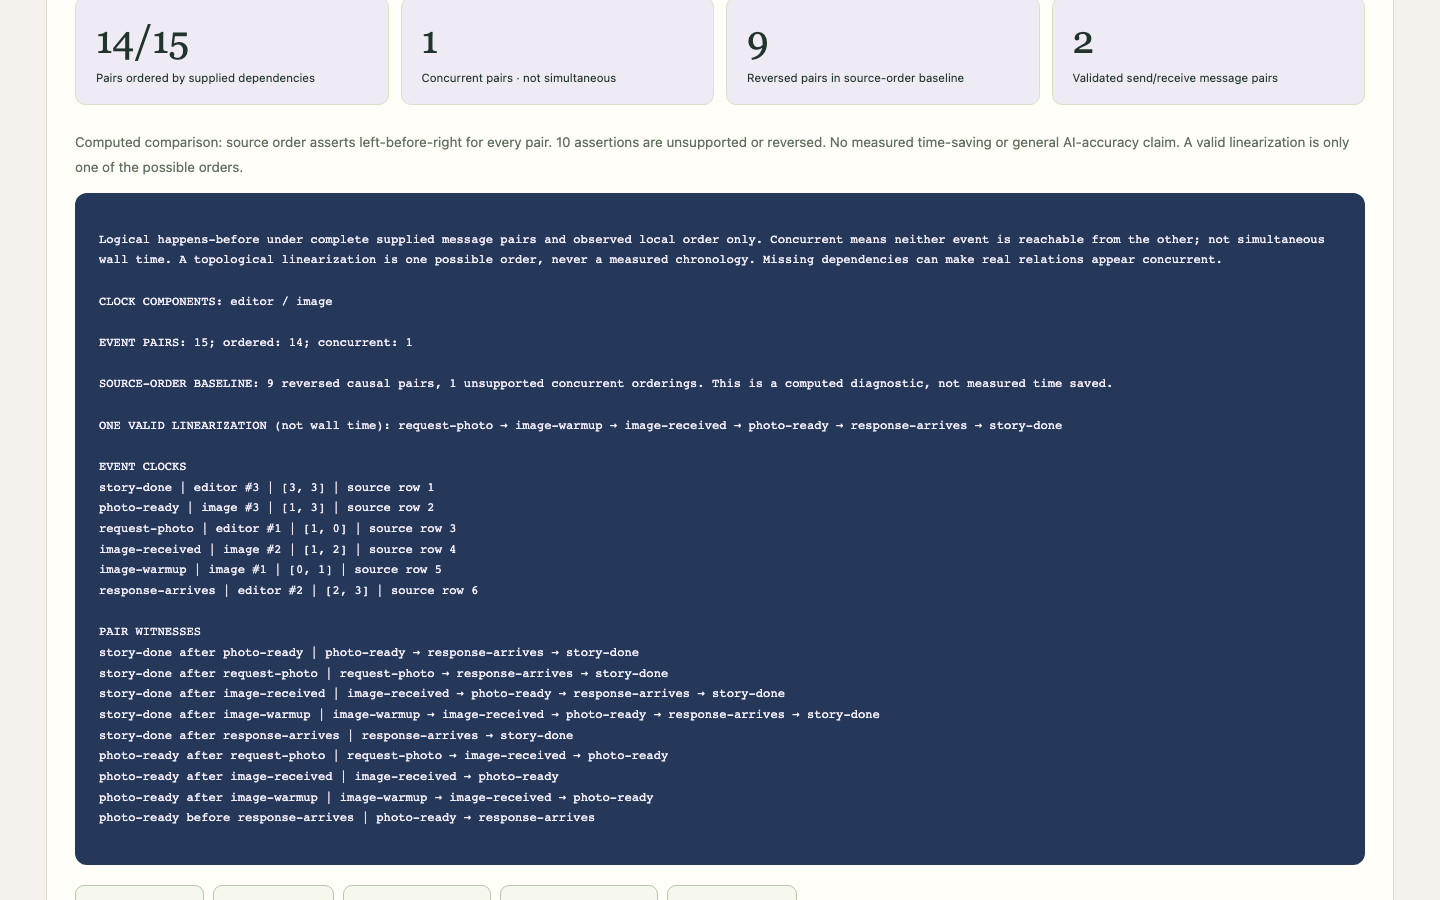 14/15
Pairs ordered by supplied dependencies
1
Concurrent pairs · not simultaneous
9
Reversed pairs in source-order baseline
2
Validated send/receive message pairs
Computed comparison: source order asserts left-before-right for every pair. 10 assertions are unsupported or reversed. No measured time-saving or general AI-accuracy claim. A valid linearization is only
one of the possible orders.
Logical happens-before under complete supplied message pairs and observed local order only. Concurrent means neither event is reachable from the other; not simultaneous
wall time. A topological linearization is one possible order, never a measured chronology. Missing dependencies can make real relations appear concurrent.
CLOCK COMPONENTS: editor / image
EVENT PAIRS: 15; ordered: 14; concurrent: 1
SOURCE-ORDER BASELINE: 9 reversed causal pairs, 1 unsupported concurrent orderings. This is a computed diagnostic, not measured time saved.
ONE VALID LINEARIZATION (not wall time): request-photo → image-warmup → image-received → photo-ready → response-arrives → story-done
EVENT CLOCKS
story-done | editor #3 | [3, 3] | source row 1
photo-ready | image #3 | [1, 3] | source row 2
request-photo | editor #1 | [1, 0] | source row 3
image-received | image #2 | [1, 2] | source row 4
image-warmup | image #1 | [0, 1] | source row 5
response-arrives | editor #2 | [2, 3] | source row 6
PAIR WITNESSES
story-done after photo-ready | photo-ready → response-arrives → story-done
story-done after request-photo | request-photo → response-arrives → story-done
story-done after image-received | image-received → photo-ready → response-arrives → story-done
story-done after image-warmup | image-warmup → image-received → photo-ready → response-arrives → story-done
story-done after response-arrives | response-arrives → story-done
photo-ready after request-photo | request-photo → image-received → photo-ready
photo-ready after image-received | image-received → photo-ready
photo-ready after image-warmup | image-warmup → image-received → photo-ready
photo-ready before response-arrives | photo-ready → response-arrives